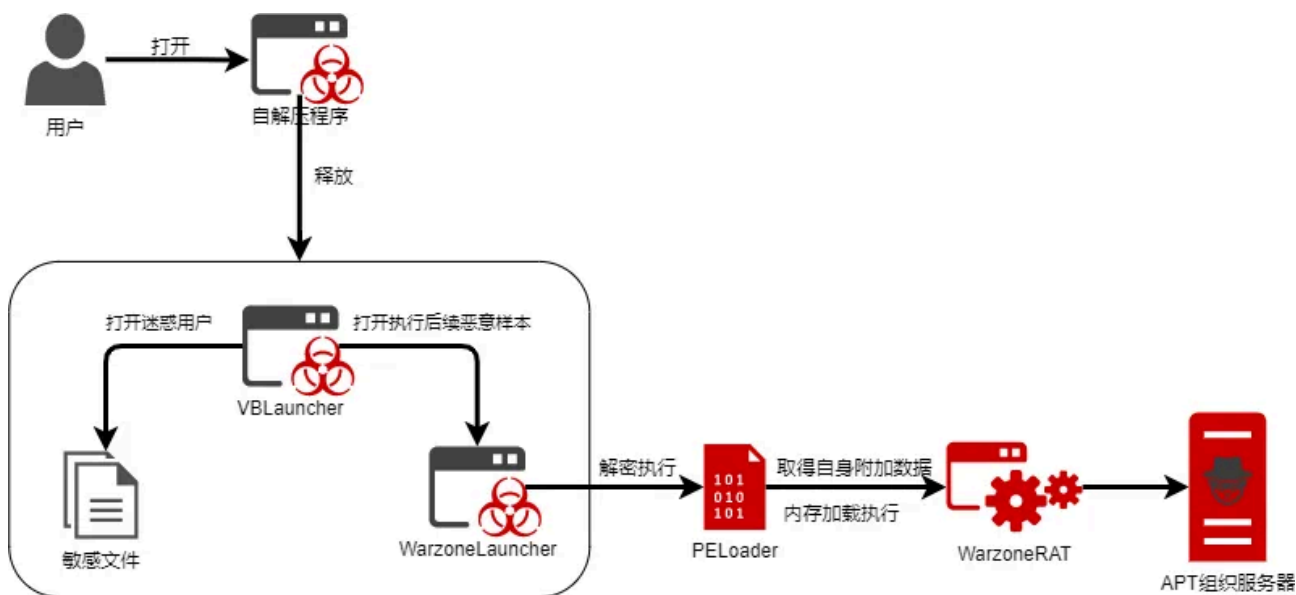 打开
用户
自解压程序
释放
打开迷惑用户
打开执行后续恶意样本
VBLauncher
敏感文件
WarzoneLauncher
解密执行
101
010
101
PELoader
取得自身附加数据
内存加载执行
WarzoneRAT
APT组织服务器